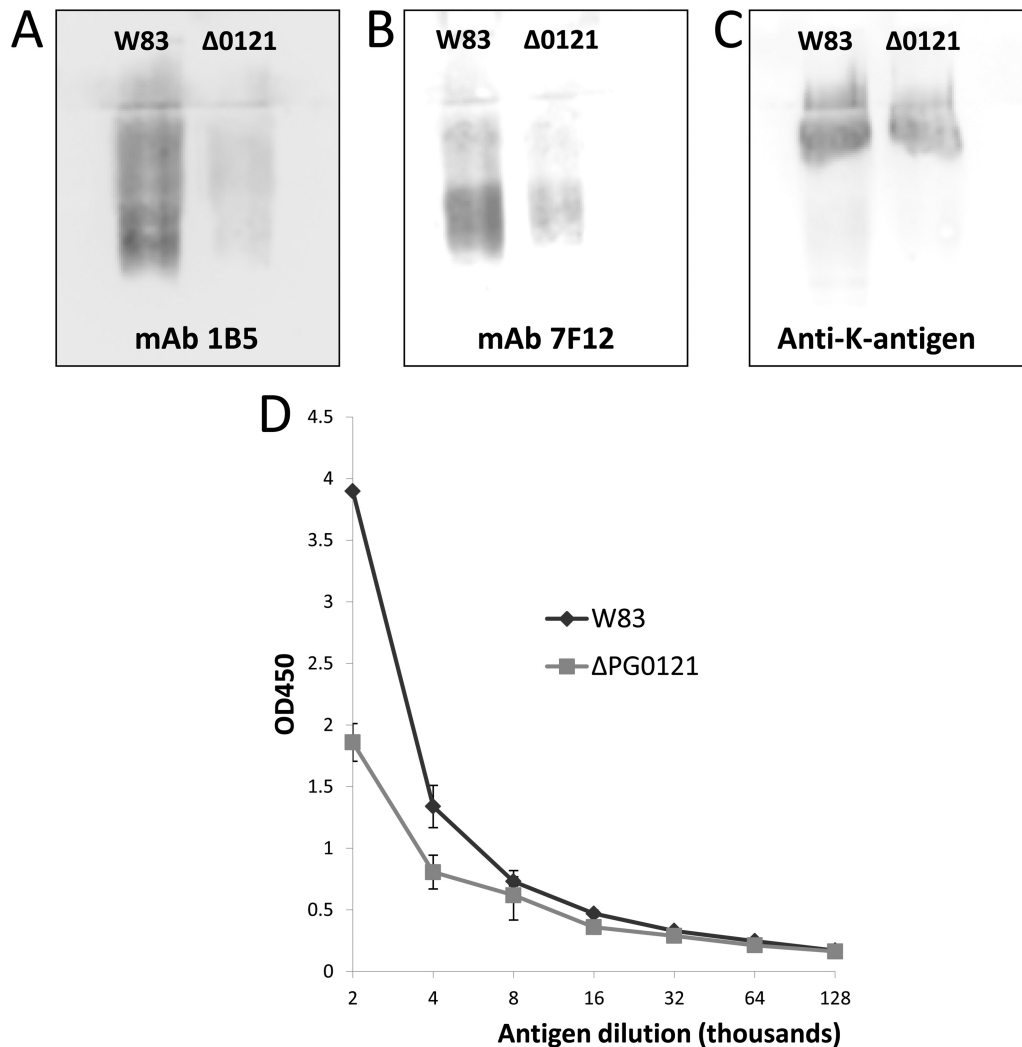 A
W83 Δ0121
mAb 1B5
B
W83 Δ0121
mAb 7F12
C
W83 Δ0121
Anti-K-antigen
D
4.5
4
3.5
3
2.5
2
1.5
1
0.5
0
OD450
W83
ΔPG0121
2 4 8 16 32 64 128
Antigen dilution (thousands)